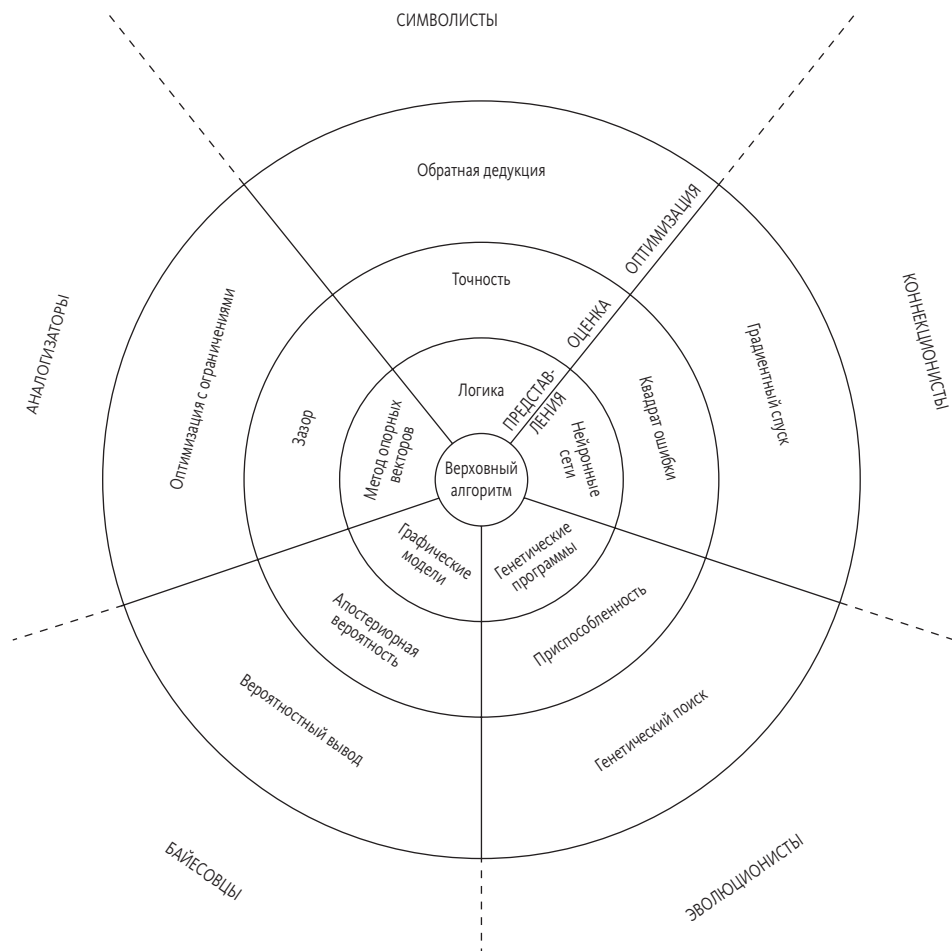 СИМВОЛИСТЫ
Обратная дедукция
ОПТИМИЗАЦИЯ
Точность
ОЦЕНКА
АНАЛОГИЗАТОРЫ
КОННЕКЦИОНИСТЫ
Оптимизация с ограничениями
Зазор
Метод опорных
векторов
Логика
ПРЕДСТАВ-
ЛЕНИЯ
Нейронные
сети
Квадрат ошибки
Градиентный спуск
Верховный
алгоритм
Графические
модели
Генетические
программы
Апостериорная
вероятность
Приспособленность
Вероятностный вывод
Генетический поиск
БАЙЕСОВЦЫ
ЭВОЛЮЦИОНИСТЫ